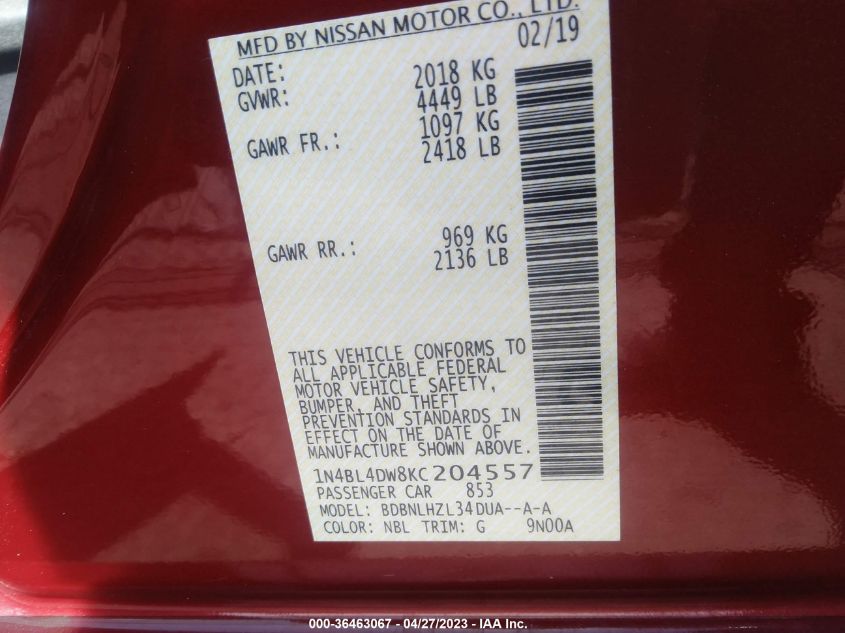 MFD BY NISSAN MOTOR CO., LTD.
DATE: 02/19
GVWR: 2018 KG
4449 LB
GAWR FR.: 1097 KG
2418 LB
GAWR RR.: 969 KG
2136 LB
THIS VEHICLE CONFORMS TO
ALL APPLICABLE FEDERAL
MOTOR VEHICLE SAFETY,
BUMPER, AND THEFT
PREVENTION STANDARDS IN
EFFECT ON THE DATE OF
MANUFACTURE SHOWN ABOVE.
1N4BL4DW8KC204557
PASSENGER CAR 853
MODEL: BDBNLHZL34DUA--A-A
COLOR: NBL TRIM: G 9N00A
000-36463067 - 04/27/2023 - IAA Inc.